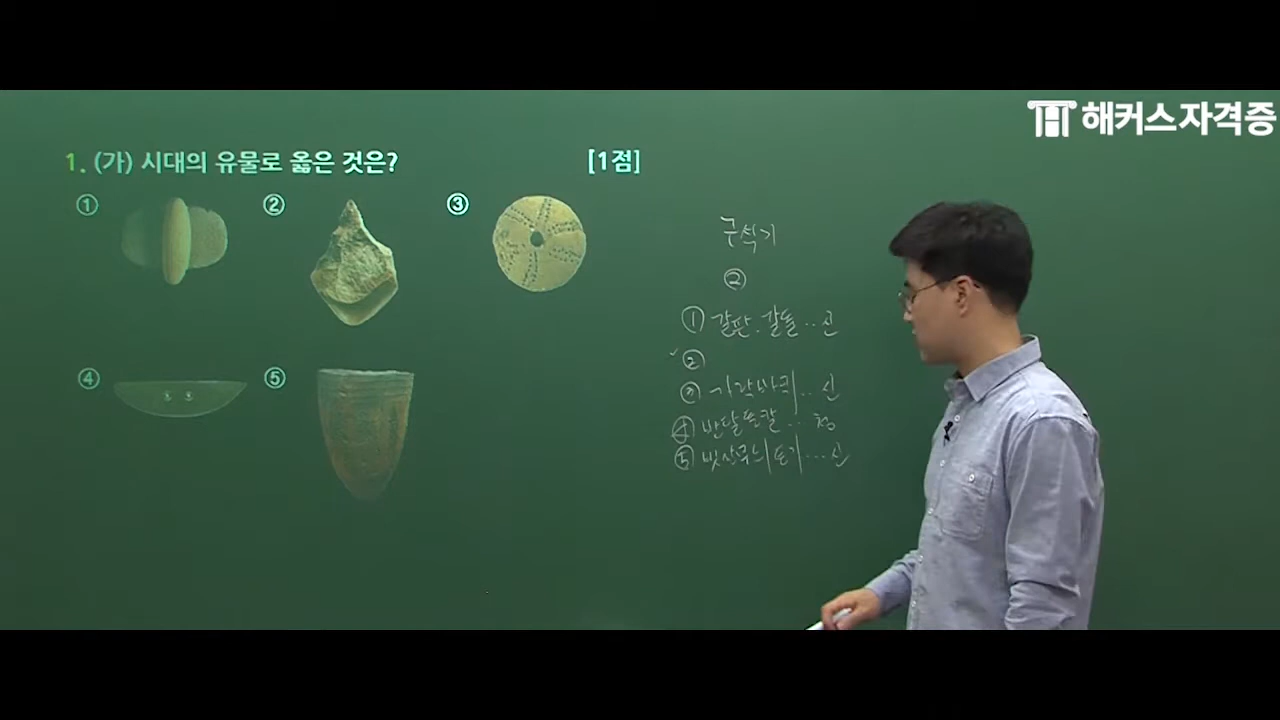 해커스자격증
1. (가) 시대의 유물로 옳은 것은? [1점]
①
②
③
④
⑤
구석기
②
① 갈판.갈돌‥신
✓②
③ 가락바퀴‥신
④ 반달돌칼‥청
⑤ 빗살무늬토기…신